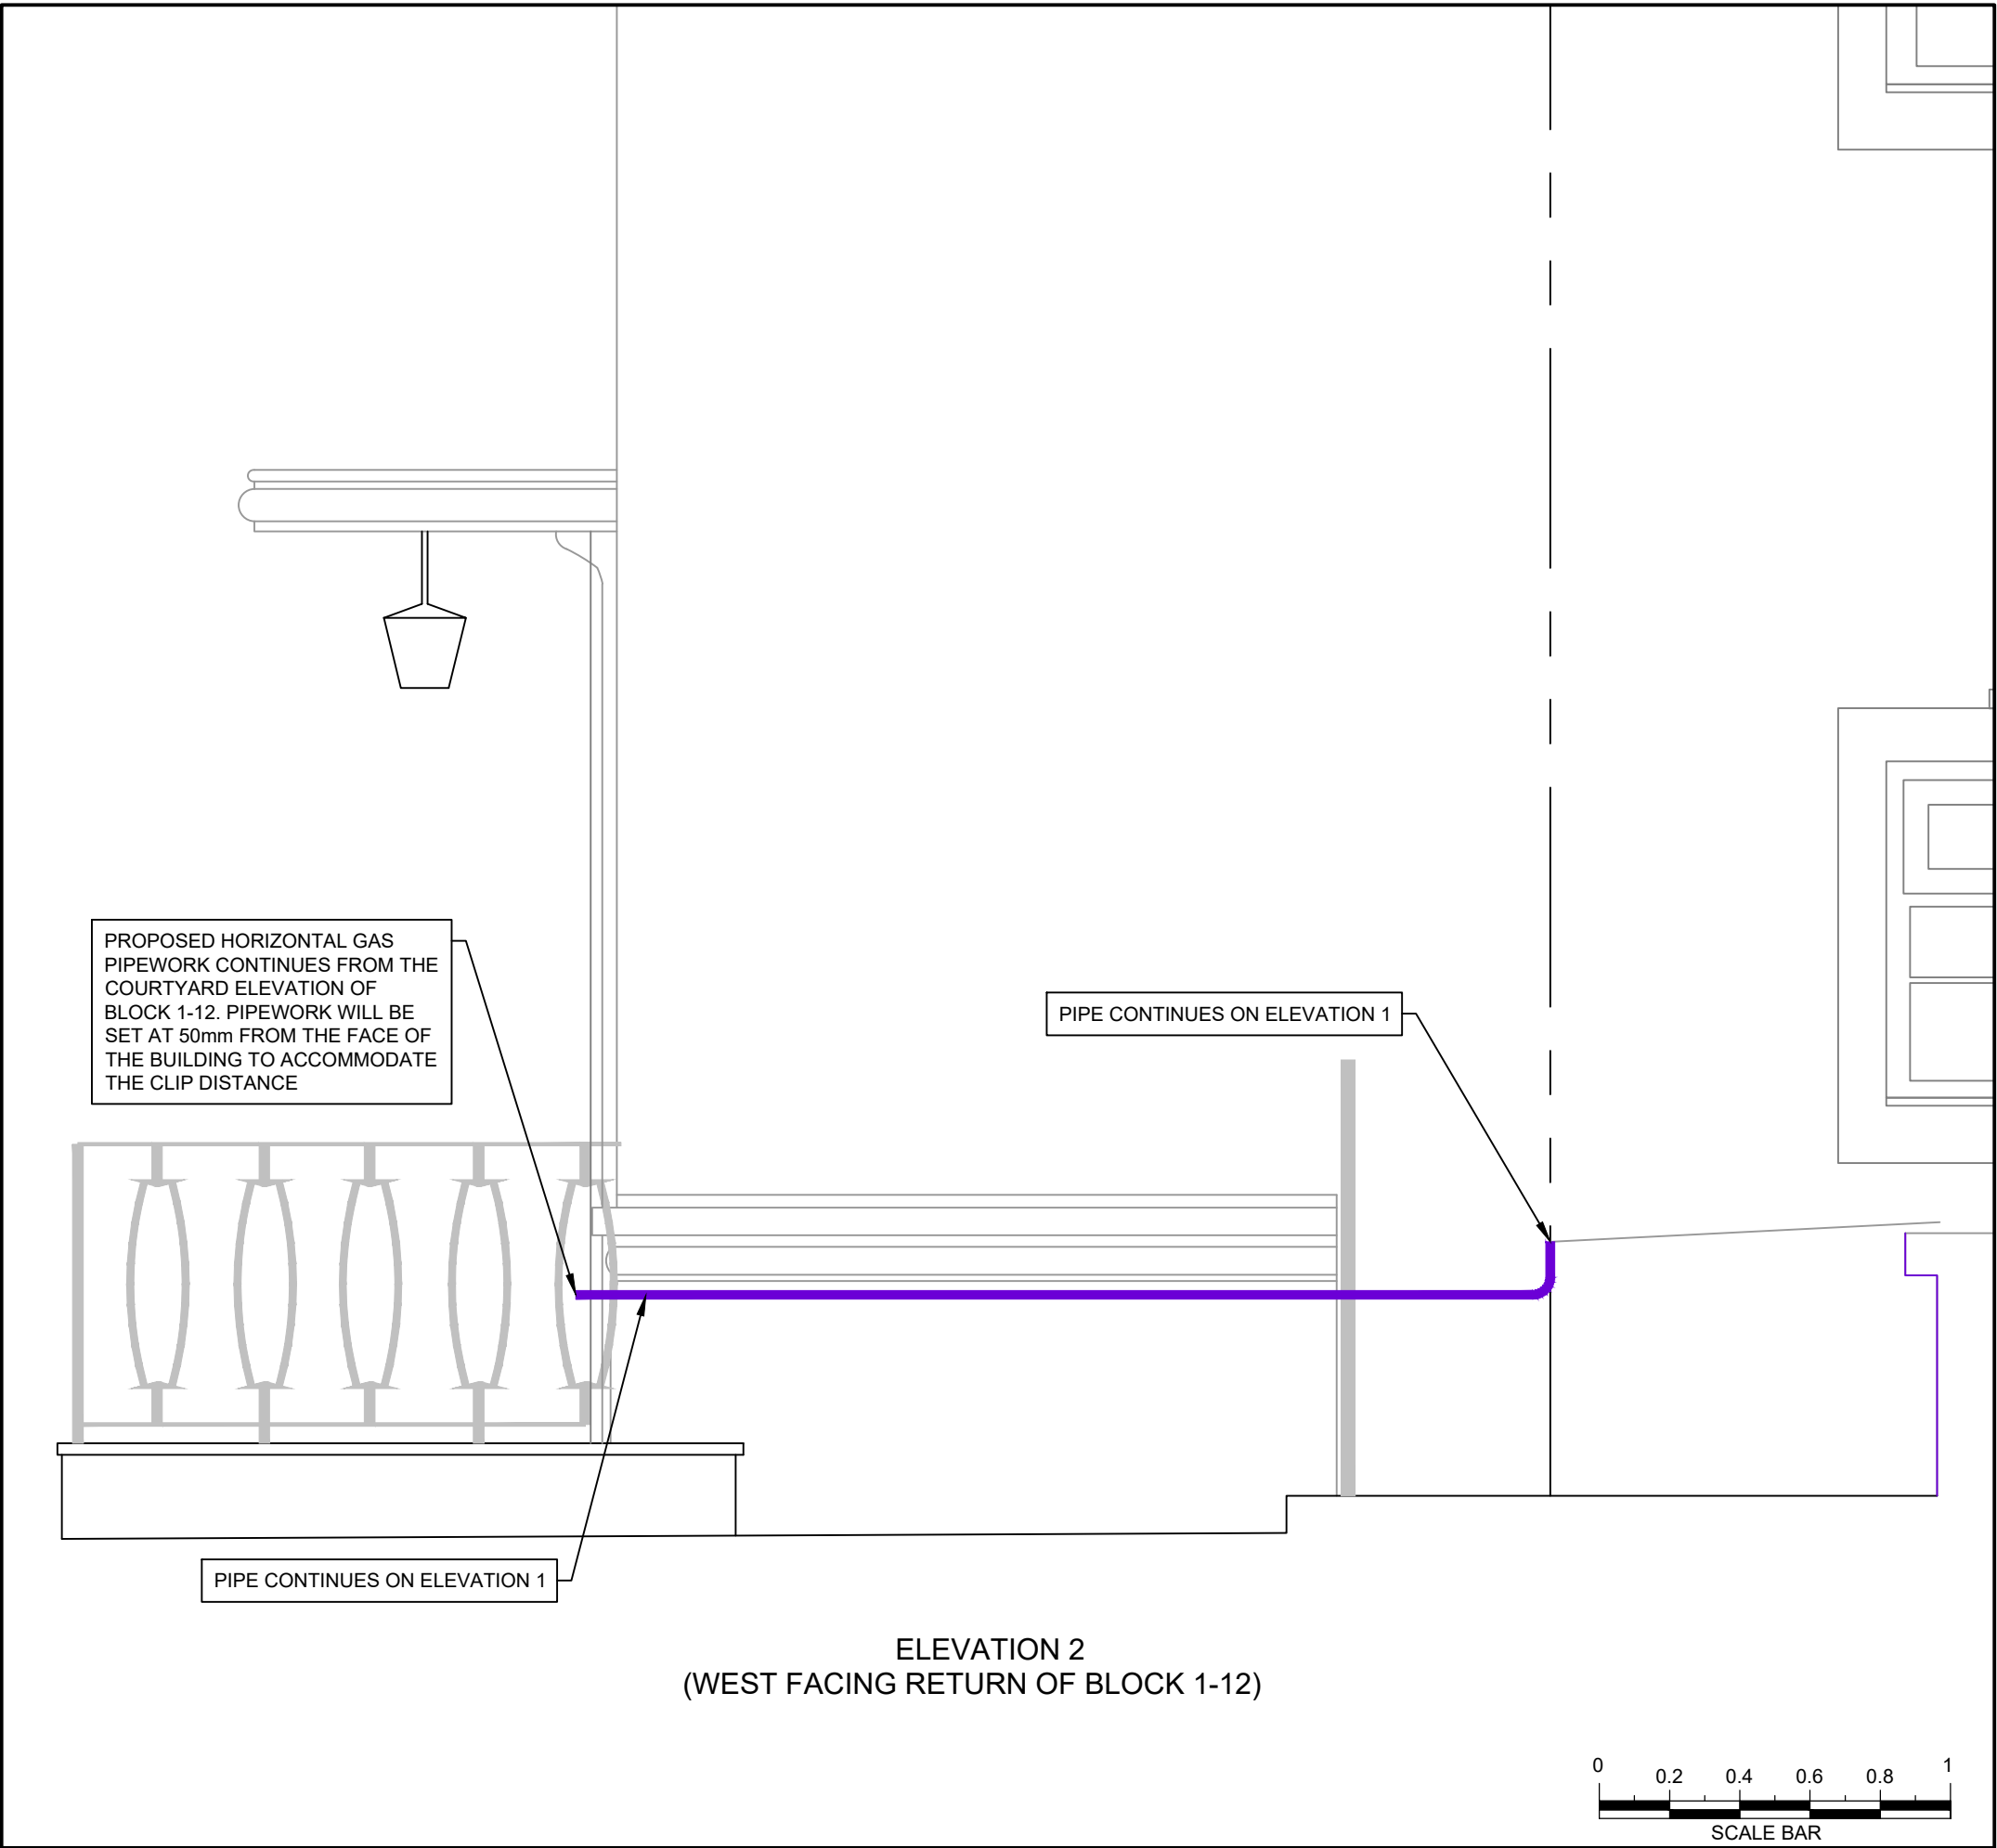 PROPOSED HORIZONTAL GAS
PIPEWORK CONTINUES FROM THE
COURTYARD ELEVATION OF
BLOCK 1-12. PIPEWORK WILL BE
SET AT 50mm FROM THE FACE OF
THE BUILDING TO ACCOMMODATE
THE CLIP DISTANCE
PIPE CONTINUES ON ELEVATION 1
PIPE CONTINUES ON ELEVATION 1
ELEVATION 2
(WEST FACING RETURN OF BLOCK 1-12)
0 0.2 0.4 0.6 0.8 1
SCALE BAR